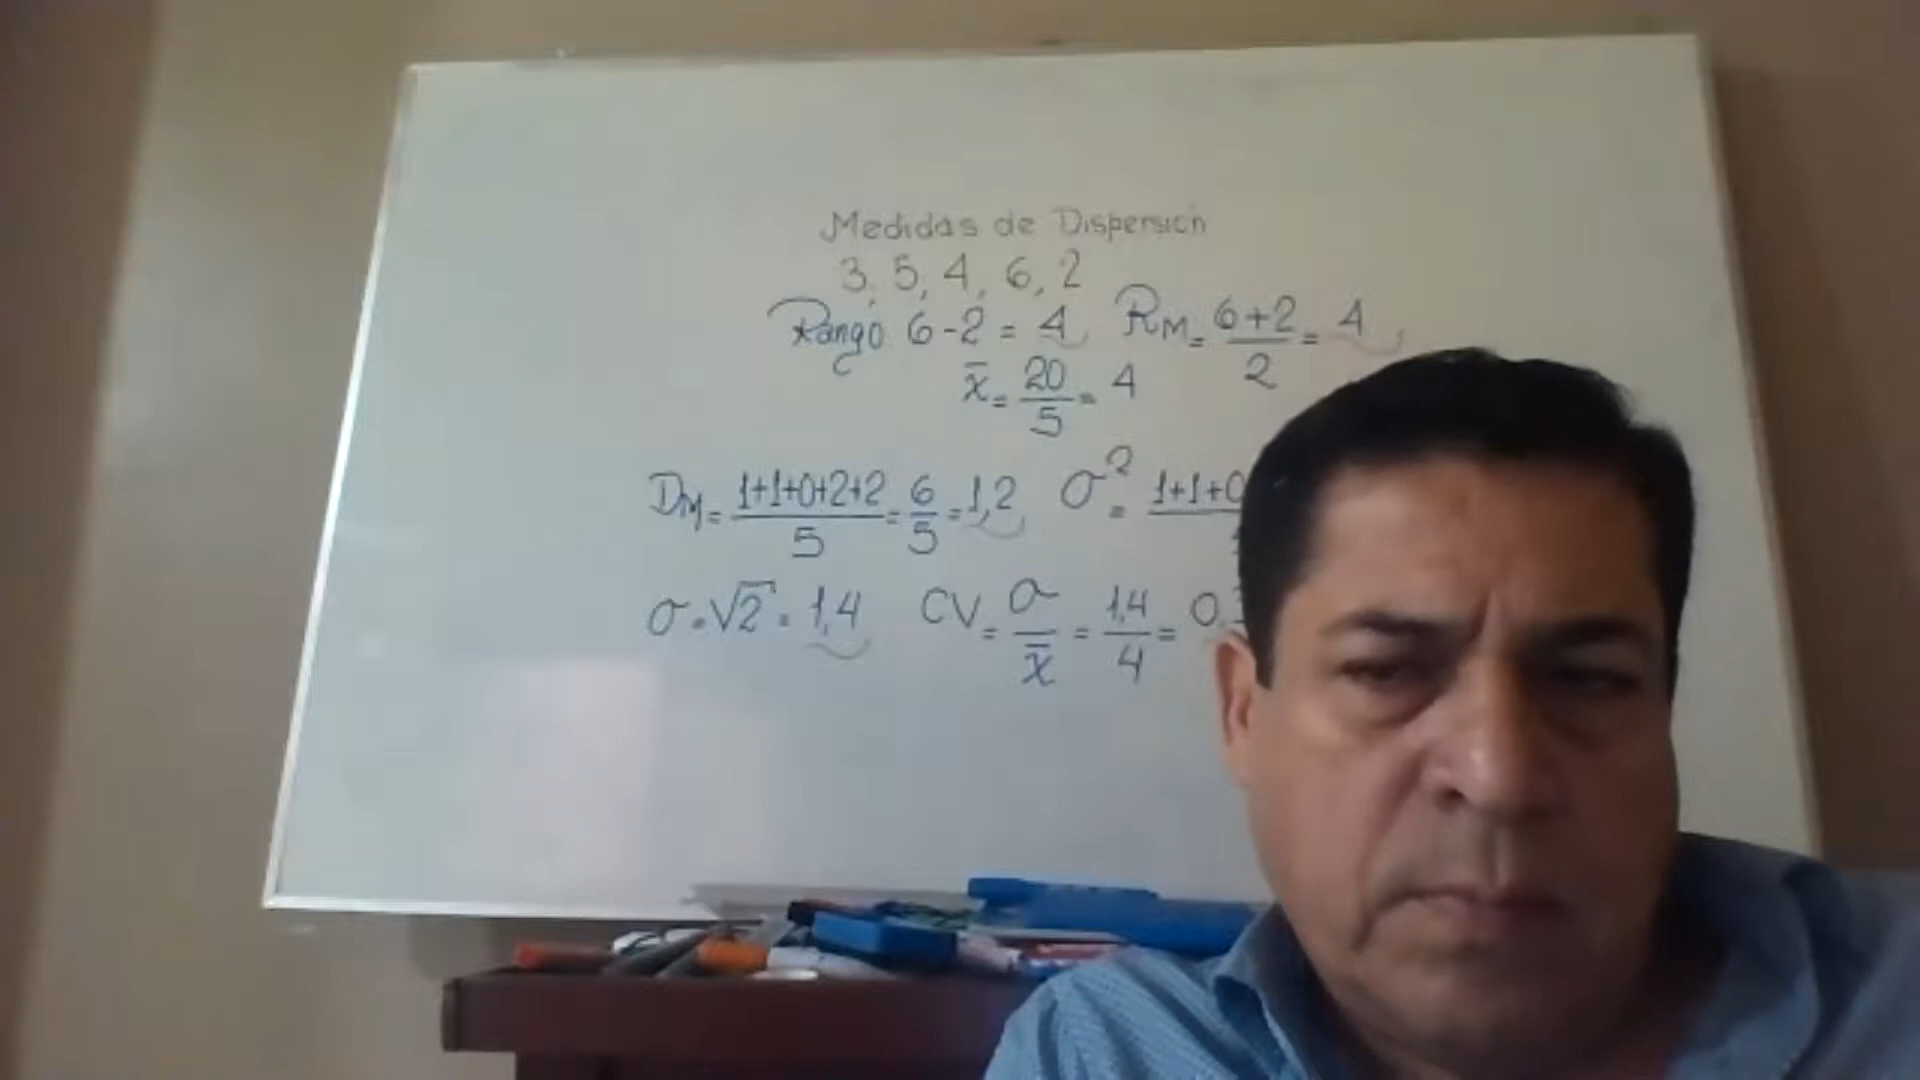 Medidas de Dispersión
3, 5, 4, 6, 2
Rango 6 - 2 = 4 RM = 6+2/2 = 4
x̄ = 20/5 = 4
DM = 1+1+0+2+2/5 = 6/5 = 1,2 σ² = 1+1+0
σ = √2 = 1,4 CV = σ/x̄ = 1,4/4 = 0,3